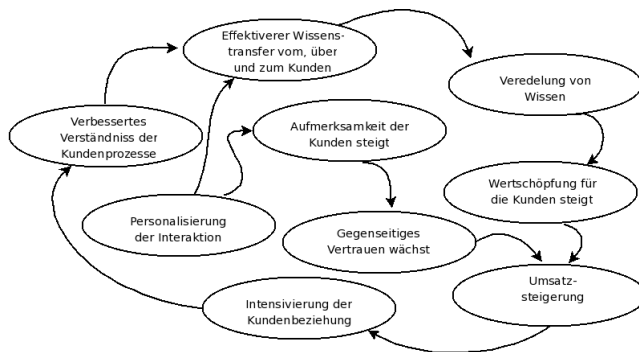 Effektiverer Wissens-
transfer vom, über
und zum Kunden
Veredelung von
Wissen
Verbessertes
Verständniss der
Kundenprozesse
Aufmerksamkeit der
Kunden steigt
Wertschöpfung für
die Kunden steigt
Personalisierung
der Interaktion
Gegenseitiges
Vertrauen wächst
Umsatz-
steigerung
Intensivierung der
Kundenbeziehung